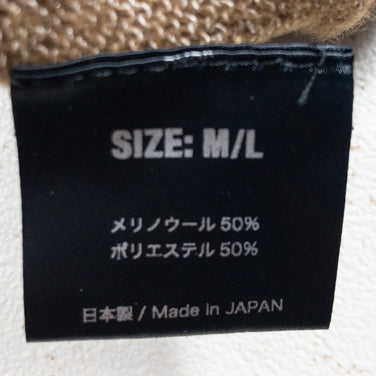 SIZE: M/L
メリノウール 50%
ポリエステル 50%
日本製 / Made in JAPAN